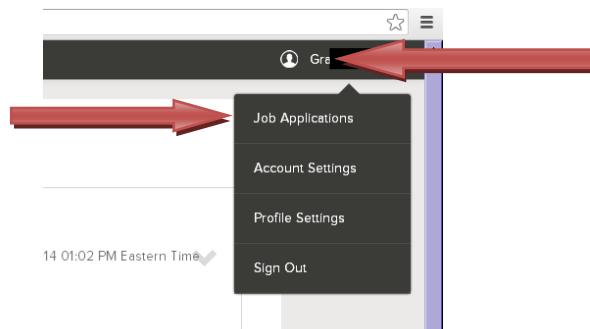 Gra
Job Applications
Account Settings
Profile Settings
14 01:02 PM Eastern Time
Sign Out